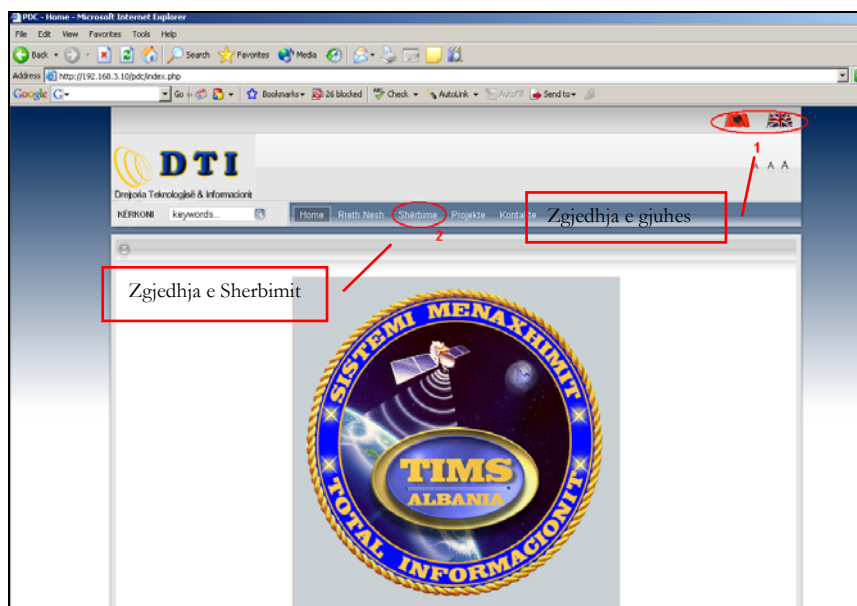 PDC - Home - Microsoft Internet Explorer
File Edit View Favorites Tools Help
Back Search Favorites Media
Address http://192.168.3.10/pdc/index.php
Google G Go Bookmarks 26 blocked Check AutoLink AutoFill Send to
DTI
1
A A A
Drejtoria Teknologjisë & Informacionit
KËRKONI keywords... Home Rreth Nesh Shërbime Projekte Kontakte
Zgjedhja e gjuhes
2
Zgjedhja e Sherbimit
SISTEMI MENAXHIMIT
TIMS
ALBANIA
TOTAL INFORMACIONIT